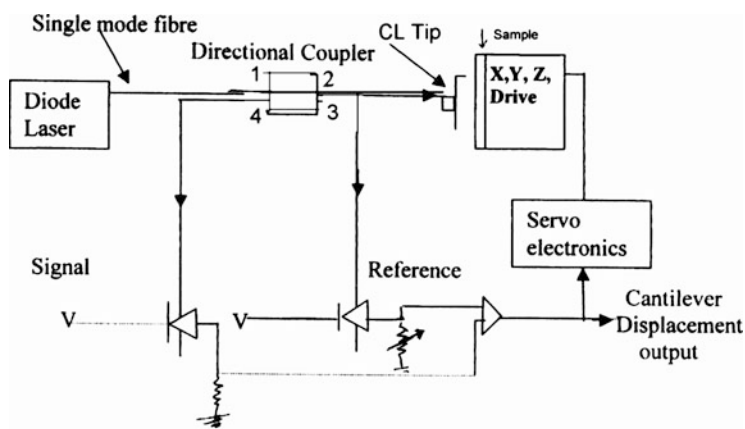 Single mode fibre
Directional Coupler
CL Tip
Sample
1
2
X,Y, Z,
Drive
Diode
Laser
4
3
Servo
electronics
Signal
Reference
V
V
Cantilever
Displacement
output